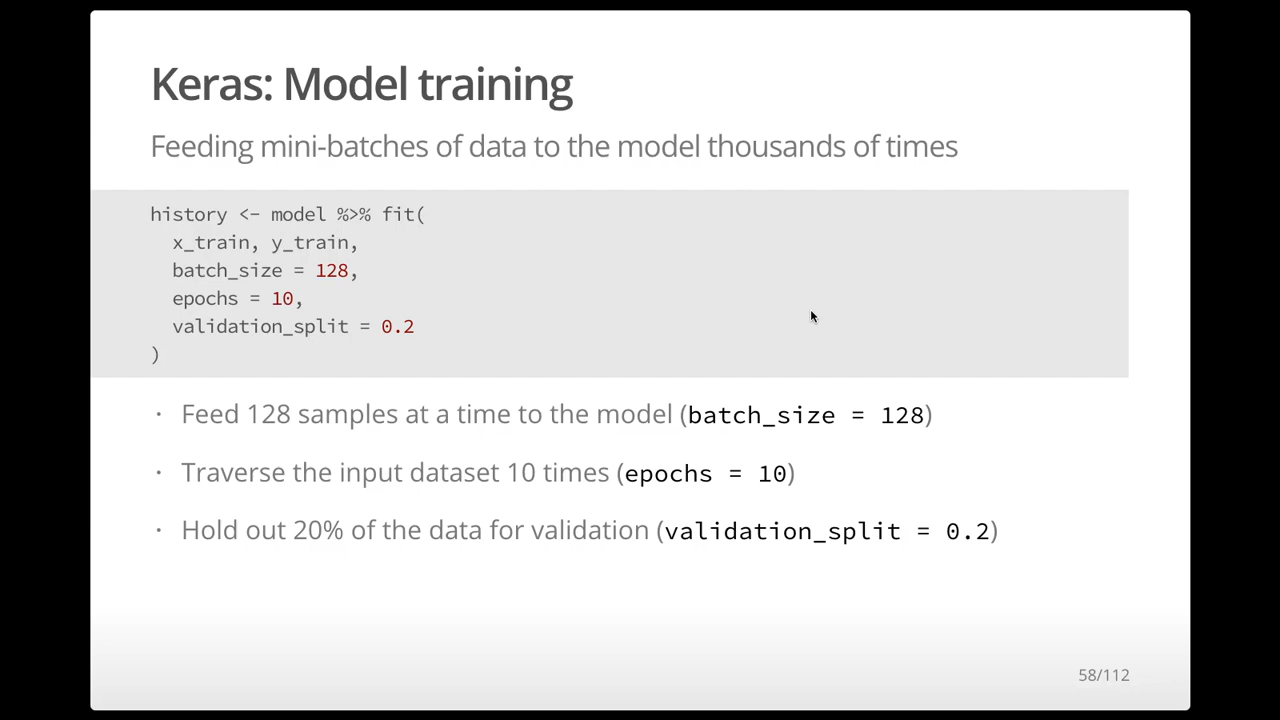 Keras: Model training
Feeding mini-batches of data to the model thousands of times
history <- model %>% fit(
  x_train, y_train,
  batch_size = 128,
  epochs = 10,
  validation_split = 0.2
)
· Feed 128 samples at a time to the model (batch_size = 128)
· Traverse the input dataset 10 times (epochs = 10)
· Hold out 20% of the data for validation (validation_split = 0.2)
58/112